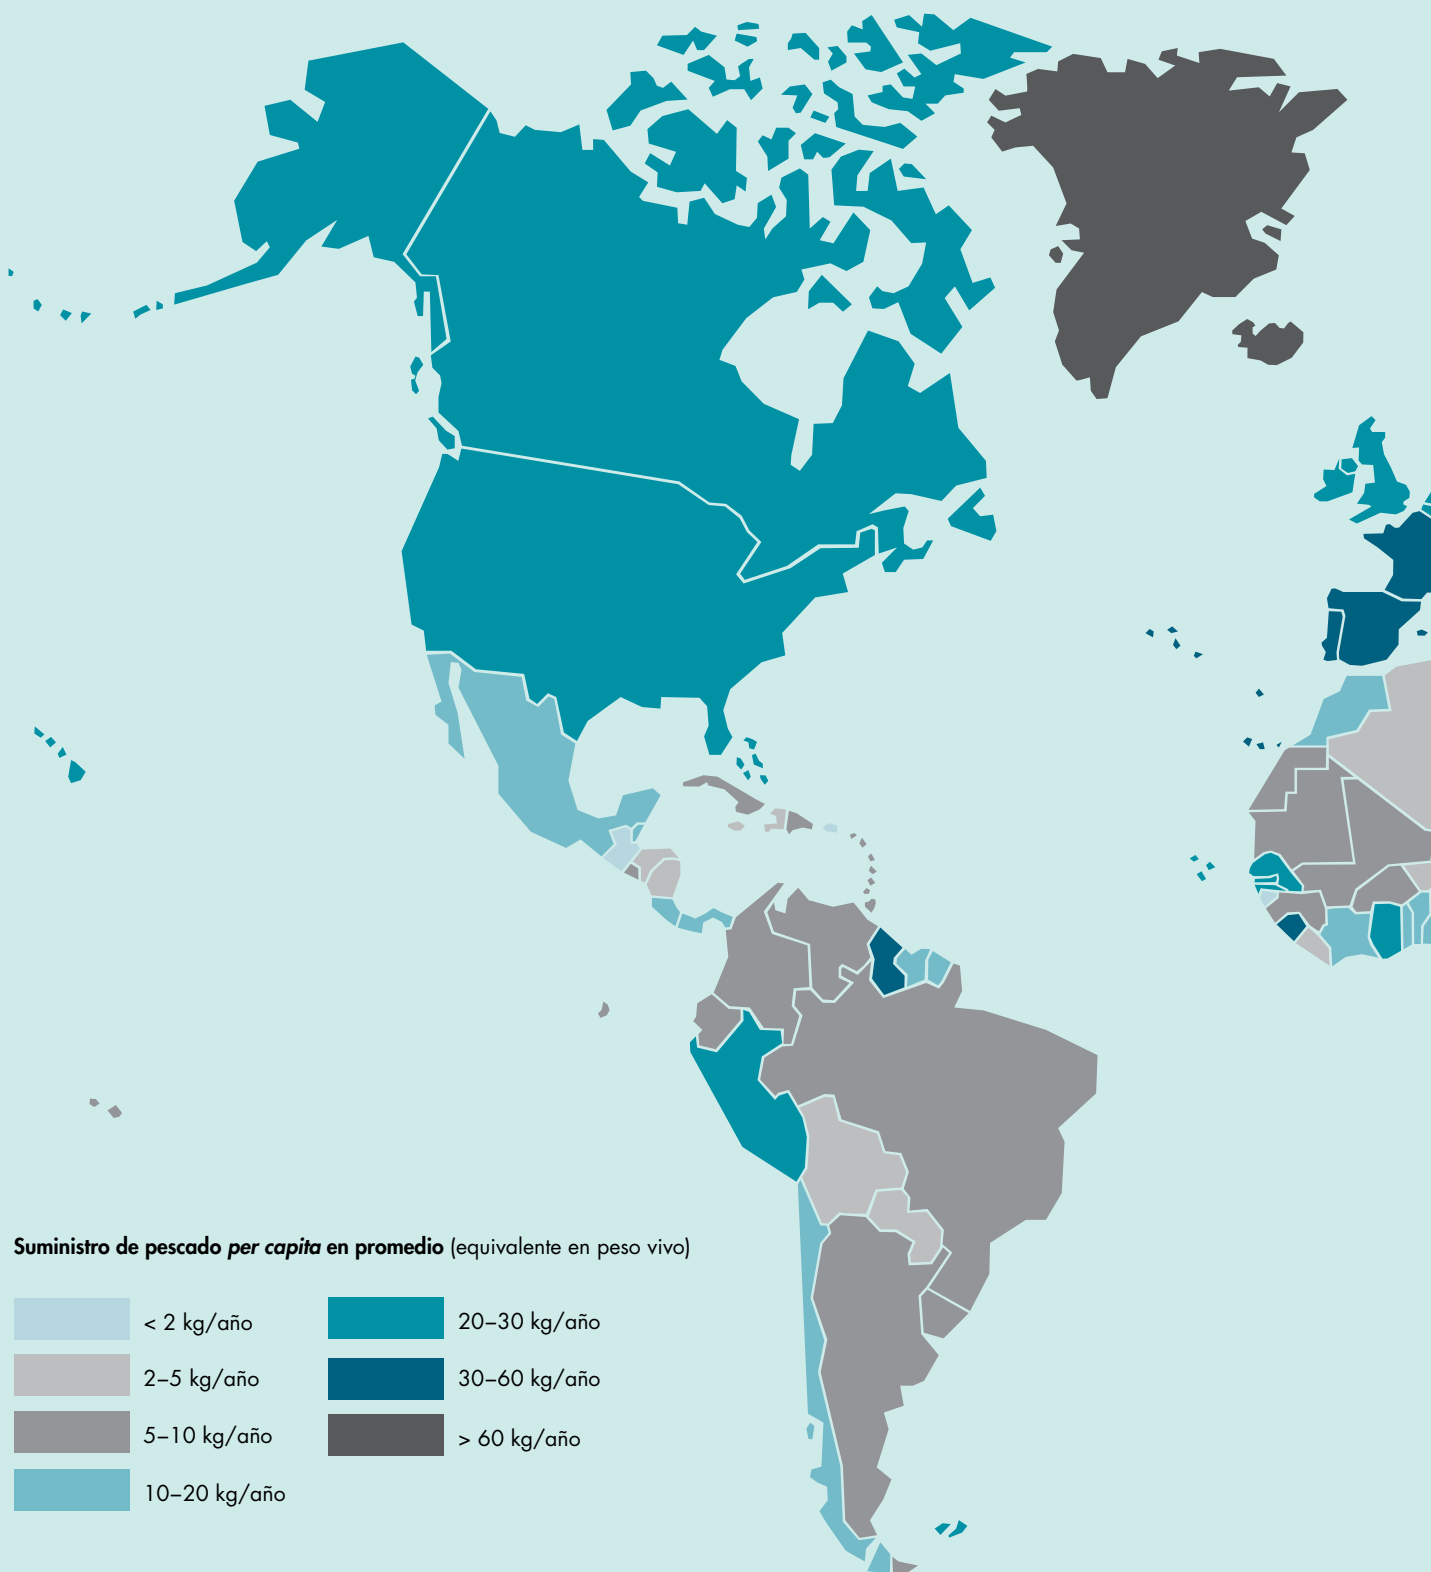 Suministro de pescado per capita en promedio (equivalente en peso vivo)
< 2 kg/año
2–5 kg/año
5–10 kg/año
10–20 kg/año
20–30 kg/año
30–60 kg/año
> 60 kg/año